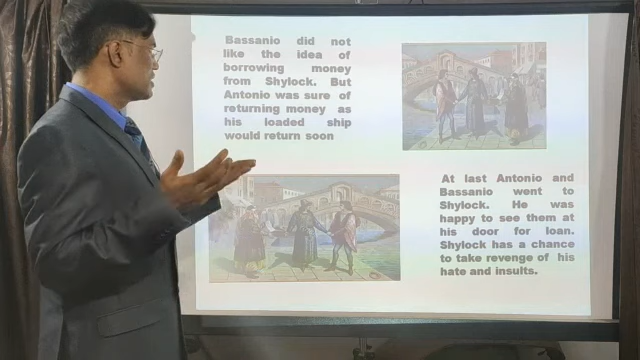 Bassanio did not
like the idea of
borrowing money
from Shylock. But
Antonio was sure of
returning money as
his loaded ship
would return soon
At last Antonio and
Bassanio went to
Shylock. He was
happy to see them at
his door for loan.
Shylock has a chance
to take revenge of his
hate and insults.